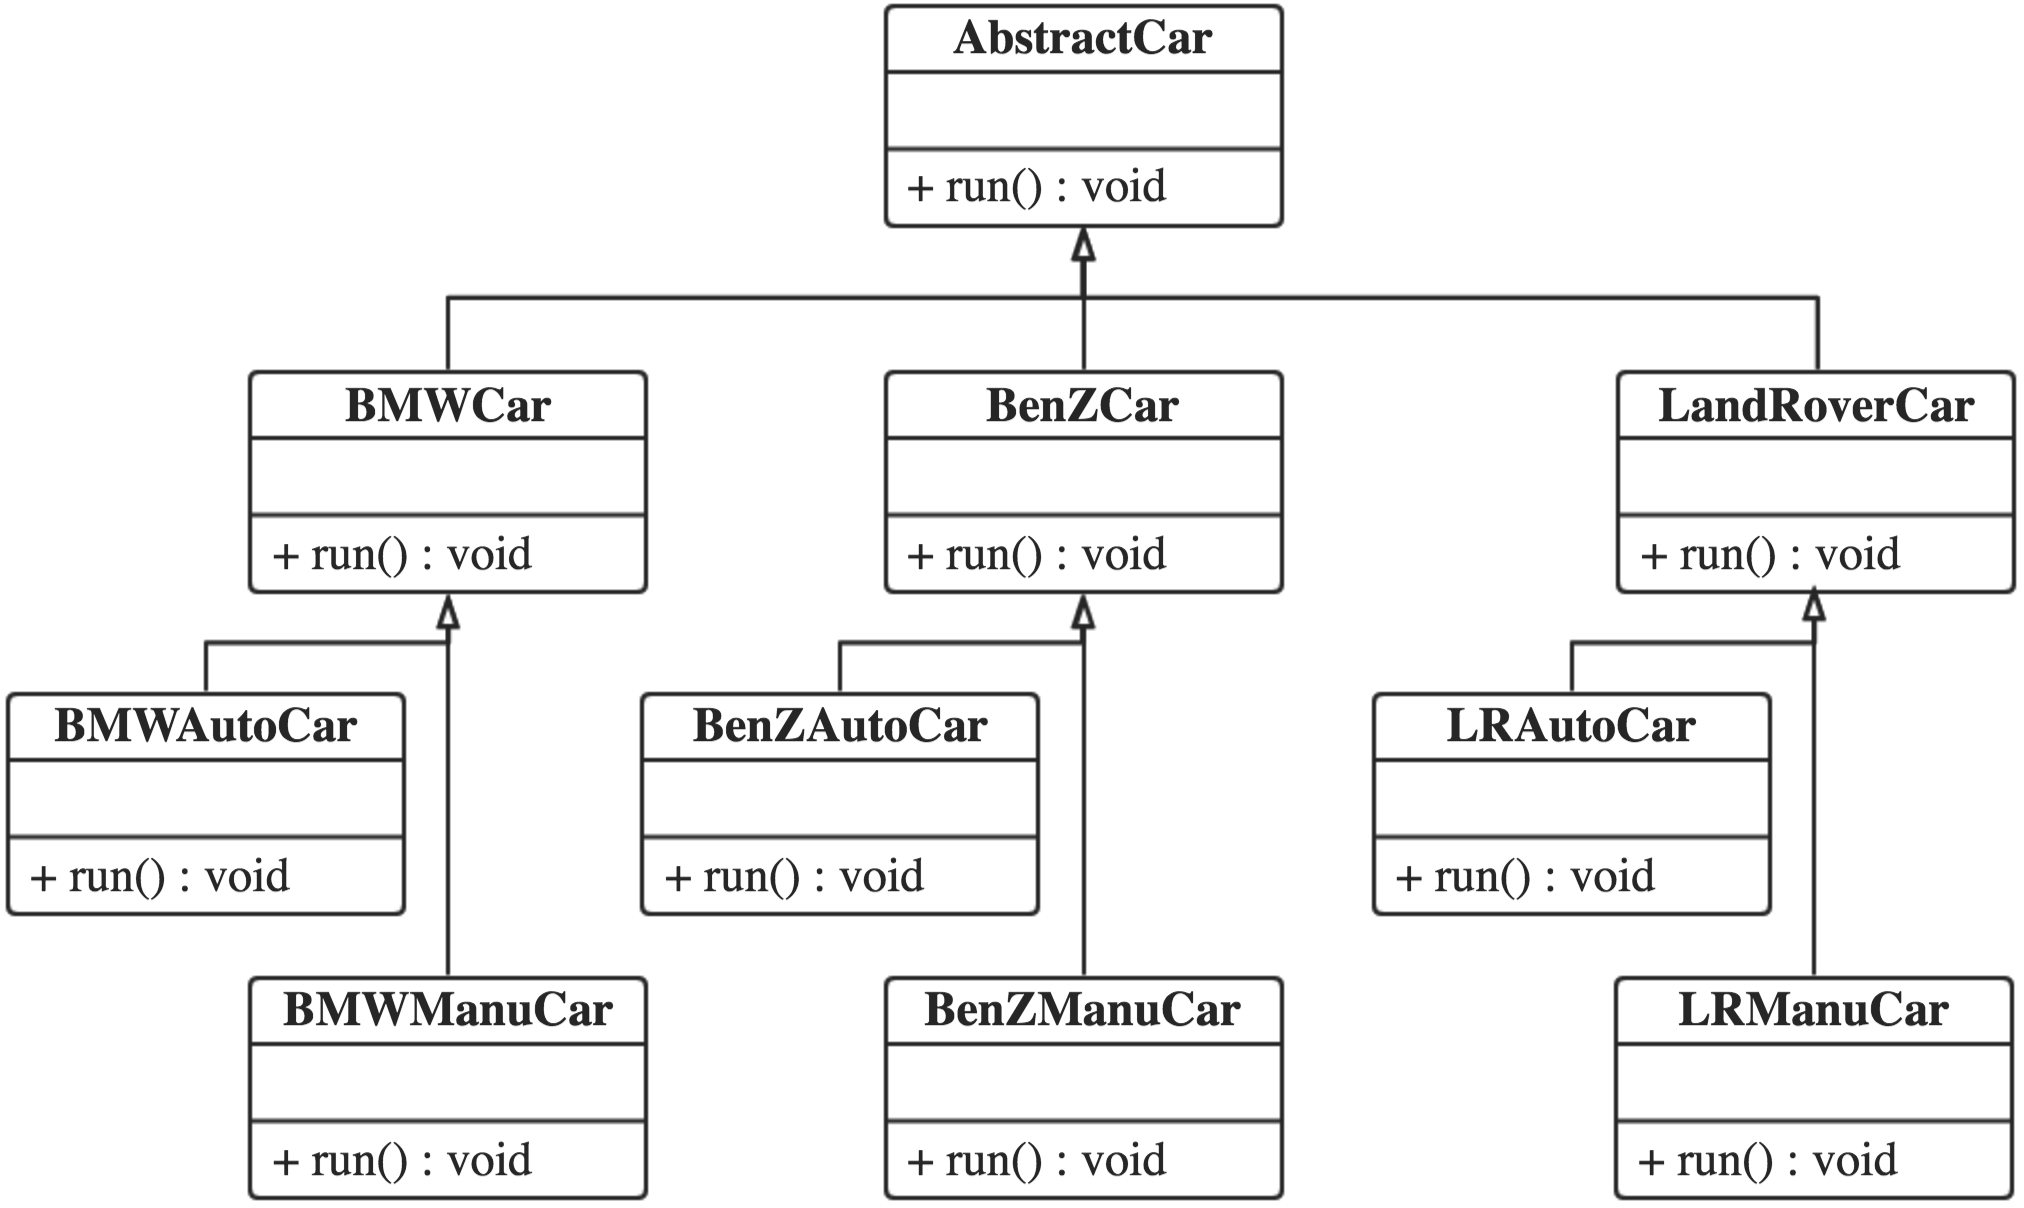 AbstractCar
+ run() : void
BMWCar
+ run() : void
BenZCar
+ run() : void
LandRoverCar
+ run() : void
BMWAutoCar
+ run() : void
BenZAutoCar
+ run() : void
LRAutoCar
+ run() : void
BMWManuCar
+ run() : void
BenZManuCar
+ run() : void
LRManuCar
+ run() : void